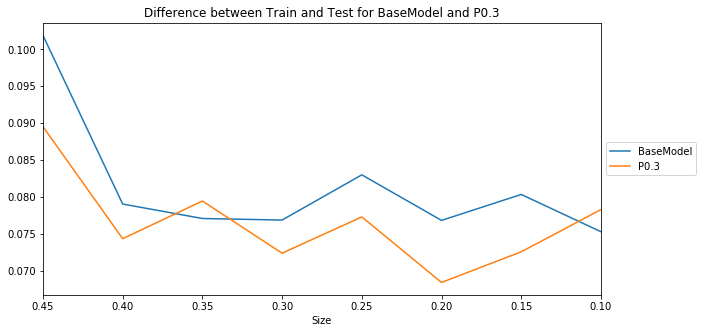 Difference between Train and Test for BaseModel and P0.3
0.100
0.095
0.090
0.085
0.080
0.075
0.070
0.45 0.40 0.35 0.30 0.25 0.20 0.15 0.10
Size
BaseModel
P0.3